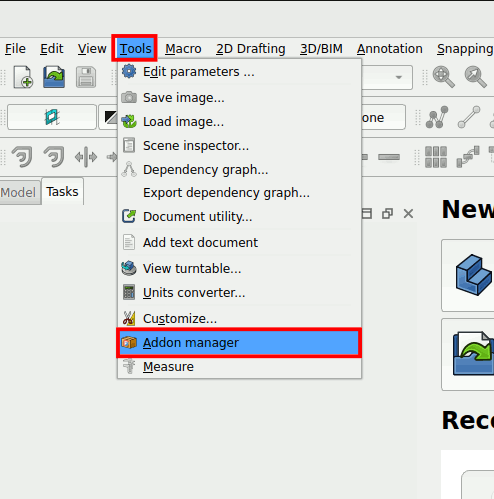 File Edit View Tools Macro 2D Drafting 3D/BIM Annotation Snapping
Edit parameters ...
Save image...
Load image...
one
Scene inspector...
Dependency graph...
Export dependency graph...
Model Tasks
Document utility...
New
Add text document
View turntable...
Units converter...
Customize...
Addon manager
Measure
Rece